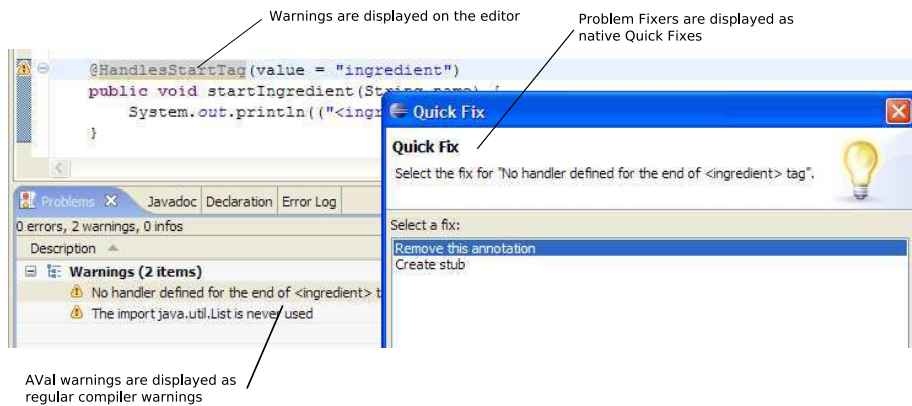 Warnings are displayed on the editor
Problem Fixers are displayed as
native Quick Fixes
@HandlesStartTag(value = "ingredient")
public void startIngredient(String name) {
System.out.println(("<ingr
}
Quick Fix
Quick Fix
Select the fix for "No handler defined for the end of <ingredient> tag".
Problems Javadoc Declaration Error Log
0 errors, 2 warnings, 0 infos
Description
Warnings (2 items)
No handler defined for the end of <ingredient> t
The import java.util.List is never used
Select a fix:
Remove this annotation
Create stub
AVal warnings are displayed as
regular compiler warnings